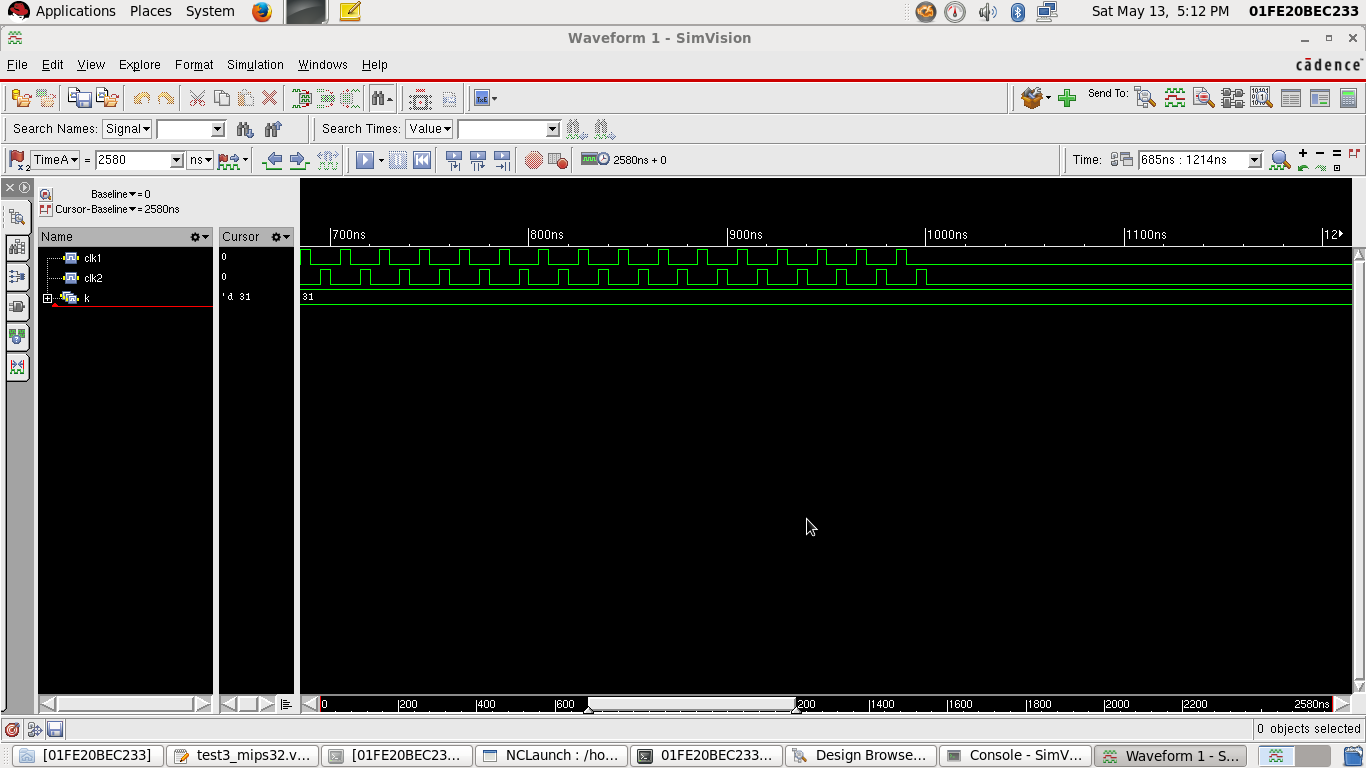 Applications Places System Sat May 13, 5:12 PM 01FE20BEC233
Waveform 1 - SimVision
File Edit View Explore Format Simulation Windows Help cādence
Send To:
Search Names: Signal Search Times: Value
TimeA = 2580 ns 2580ns + 0 Time: 685ns : 1214ns
Baseline = 0
Cursor-Baseline = 2580ns
Name Cursor 700ns 800ns 900ns 1000ns 1100ns 12
clk1 0
clk2 0
k 'd 31 31
0 200 400 600 200 1400 1600 1800 2000 2200 2580ns
0 objects selected
[01FE20BEC233] test3_mips32.v... [01FE20BEC23... NCLaunch : /ho... 01FE20BEC233... Design Browse... Console - SimV... Waveform 1 - S...